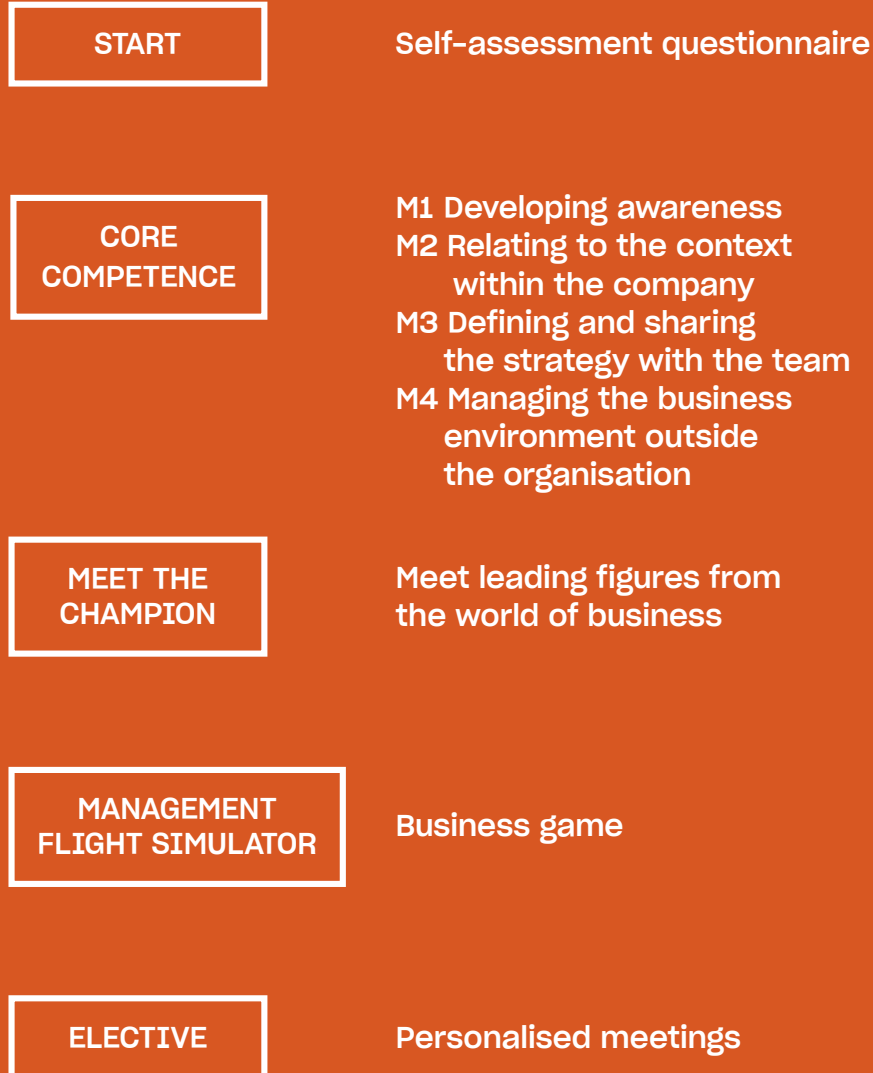 START
Self-assessment questionnaire
CORE
COMPETENCE
M1 Developing awareness
M2 Relating to the context
within the company
M3 Defining and sharing
the strategy with the team
M4 Managing the business
environment outside
the organisation
MEET THE
CHAMPION
Meet leading figures from
the world of business
MANAGEMENT
FLIGHT SIMULATOR
Business game
ELECTIVE
Personalised meetings